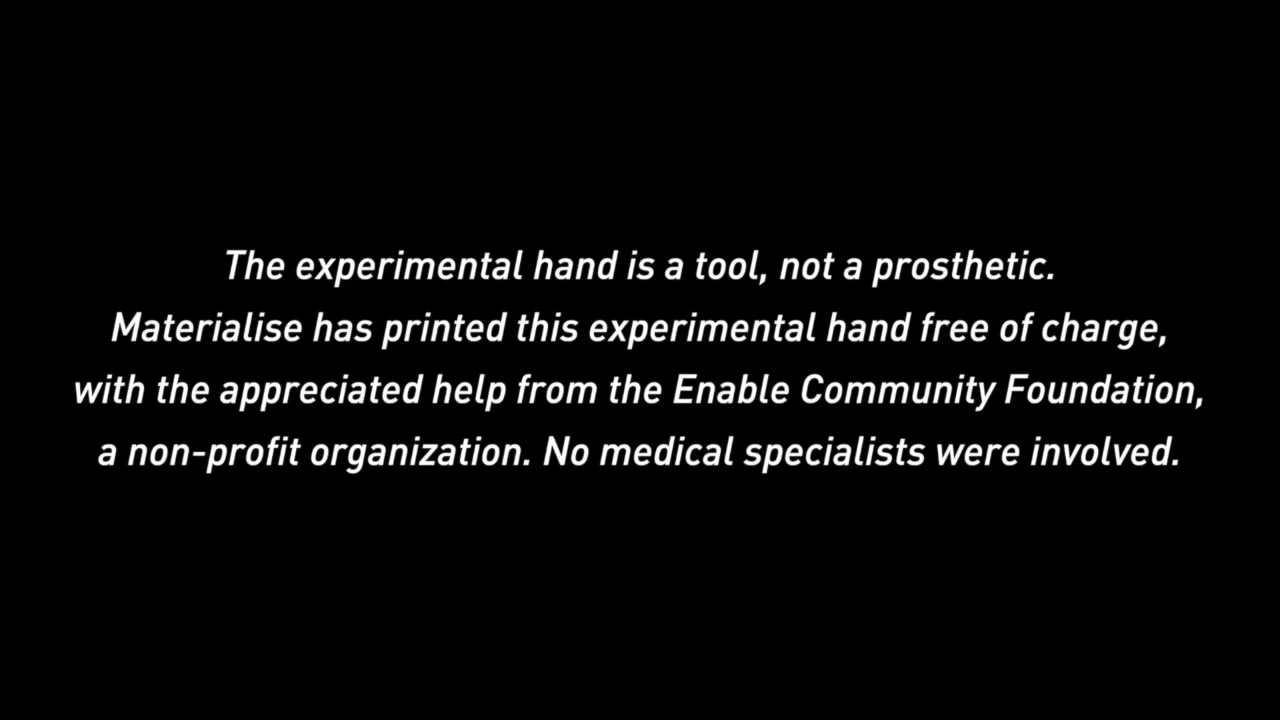 The experimental hand is a tool, not a prosthetic.
Materialise has printed this experimental hand free of charge,
with the appreciated help from the Enable Community Foundation,
a non-profit organization. No medical specialists were involved.